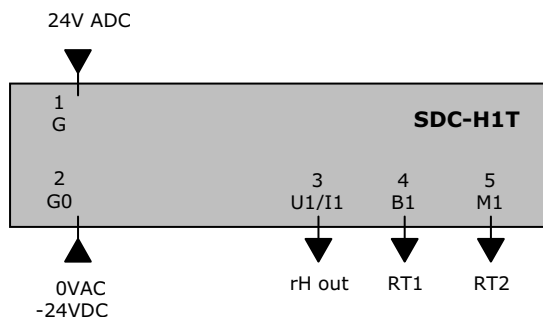 24V ADC
1
G
SDC-H1T
2
G0
3
U1/I1
4
B1
5
M1
0VAC
-24VDC
rH out
RT1
RT2